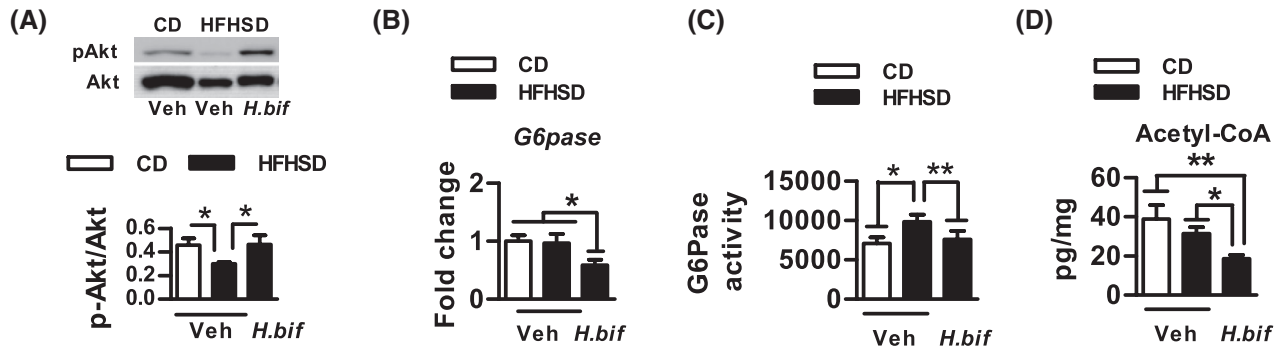 (A)
CD HFHSD
pAkt
Akt
Veh Veh H.bif
CD HFHSD
p-Akt/Akt
0.6
0.4
0.2
0.0
* *
Veh H.bif
(B)
CD
HFHSD
G6pase
Fold change
2
1
0
*
Veh H.bif
(C)
CD
HFHSD
G6Pase
activity
15000
10000
5000
0
* **
Veh H.bif
(D)
CD
HFHSD
Acetyl-CoA
pg/mg
60
40
20
0
**
*
Veh H.bif